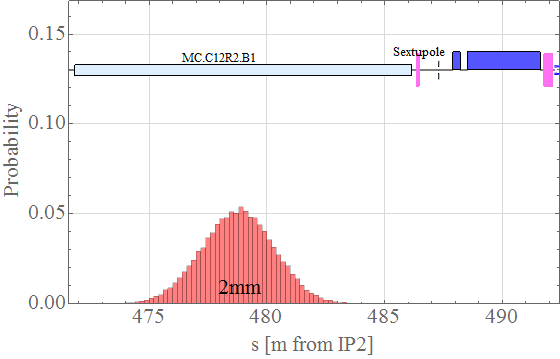 0.15
Sextupole
MC.C12R2.B1
0.10
Probability
0.05
2mm
0.00
475 480 485 490
s [m from IP2]